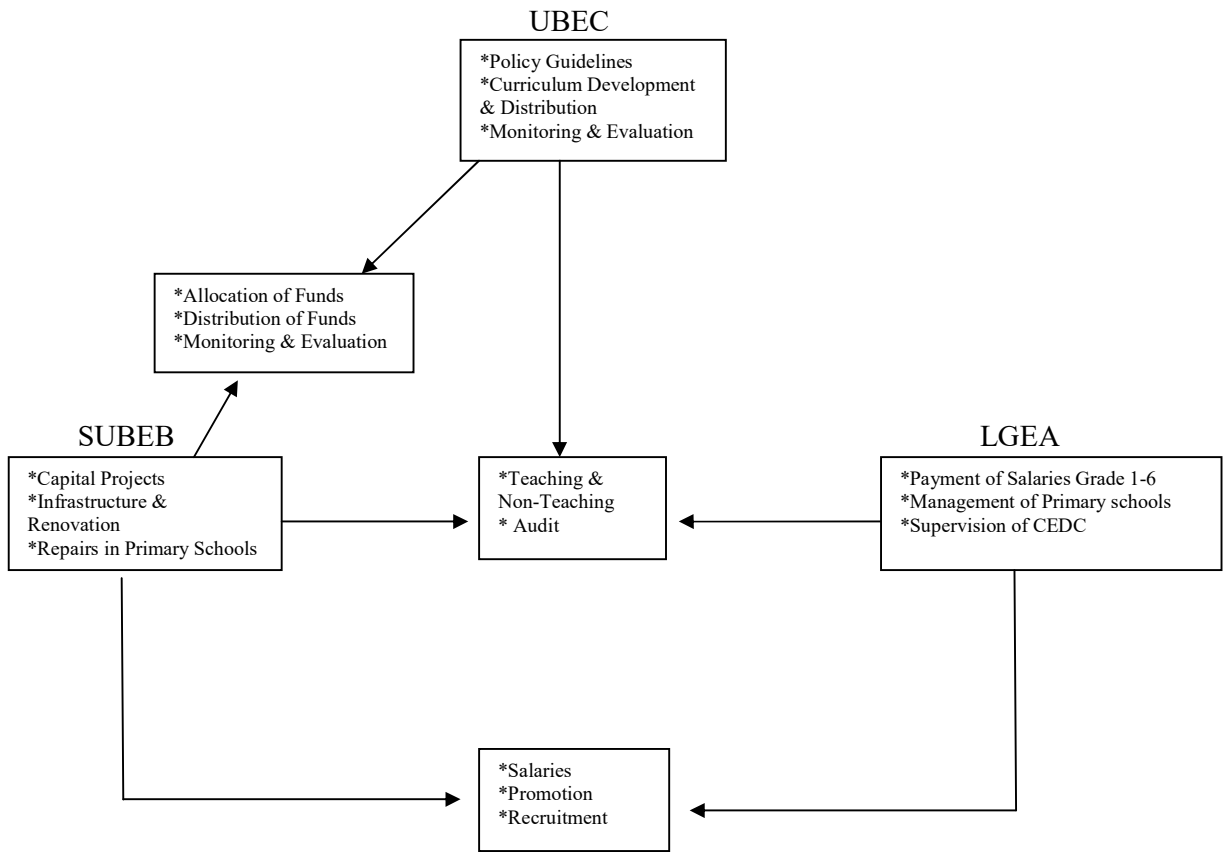 UBEC
*Policy Guidelines
*Curriculum Development
& Distribution
*Monitoring & Evaluation
*Allocation of Funds
*Distribution of Funds
*Monitoring & Evaluation
SUBEB
*Capital Projects
*Infrastructure &
Renovation
*Repairs in Primary Schools
*Teaching &
Non-Teaching
* Audit
LGEA
*Payment of Salaries Grade 1-6
*Management of Primary schools
*Supervision of CEDC
*Salaries
*Promotion
*Recruitment